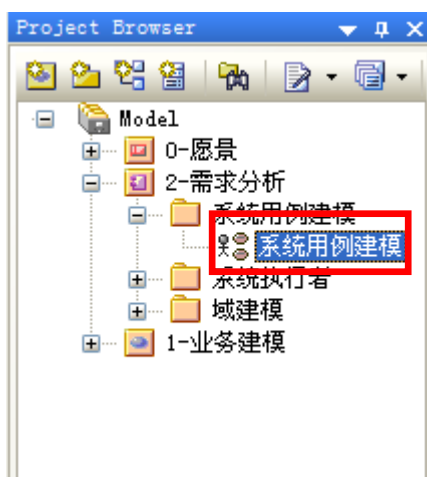 Project Browser
Model
0-愿景
2-需求分析
系统用例建模
系统用例建模
系统执行者
域建模
1-业务建模